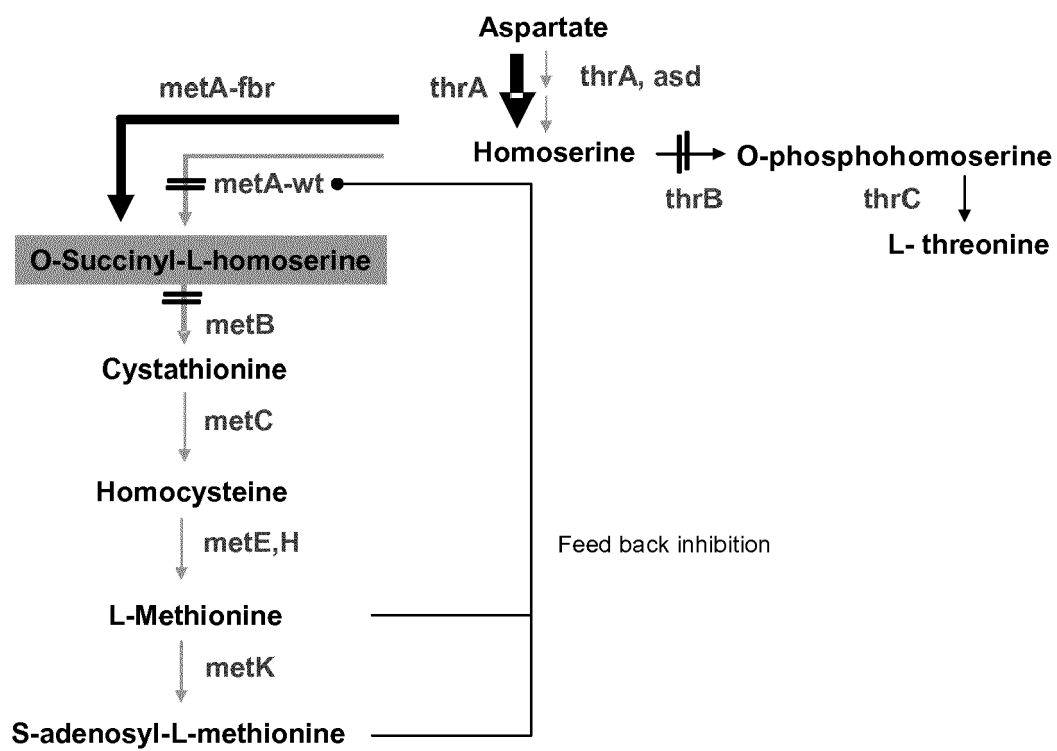 Aspartate
metA-fbr
thrA
thrA, asd
Homoserine
O-phosphohomoserine
metA-wt
thrB
thrC
L- threonine
O-Succinyl-L-homoserine
metB
Cystathionine
metC
Homocysteine
metE,H
Feed back inhibition
L-Methionine
metK
S-adenosyl-L-methionine